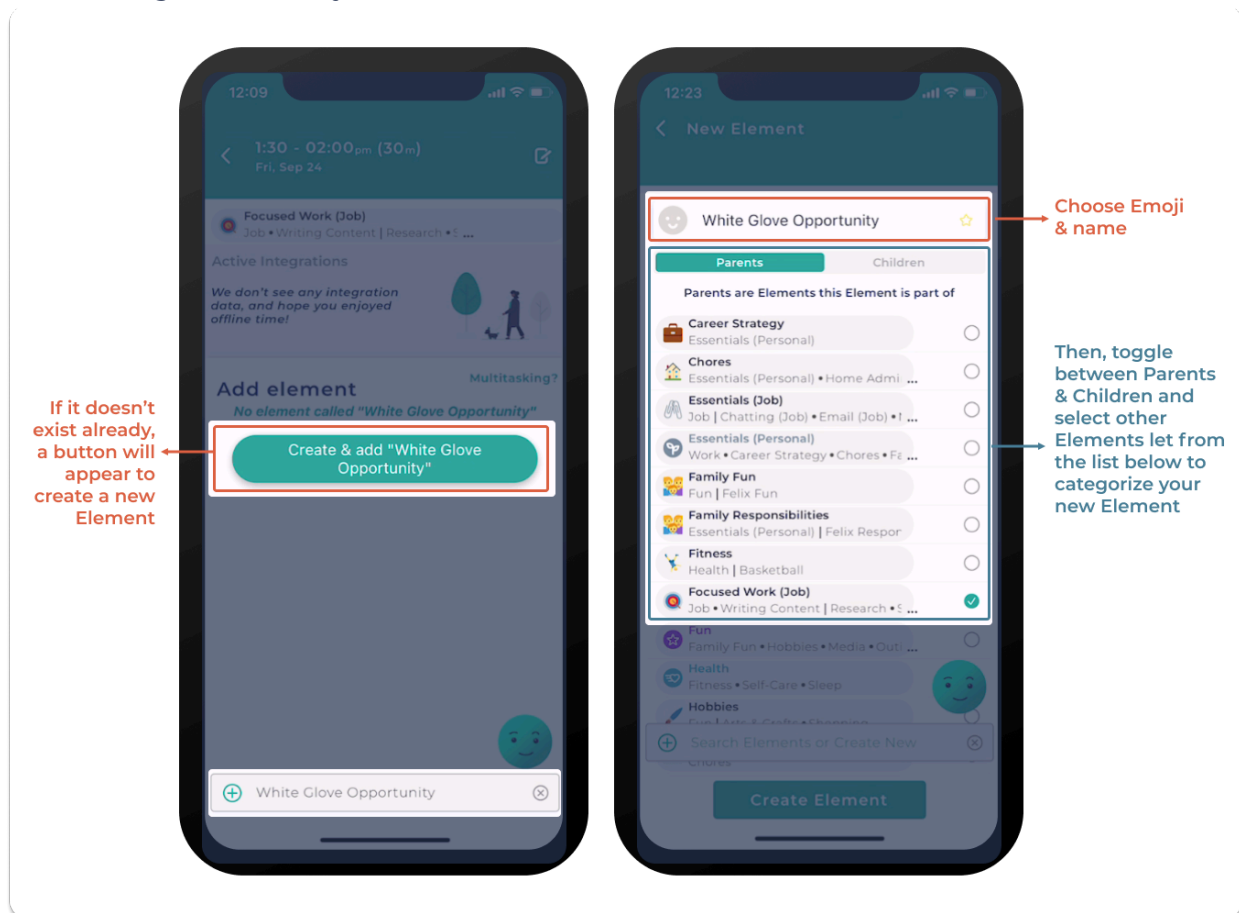 12:09
1:30 - 02:00pm (30m)
Fri, Sep 24
Focused Work (Job)
Job • Writing Content | Research • S ...
Active Integrations
We don't see any integration
data, and hope you enjoyed
offline time!
Add element
Multitasking?
No element called "White Glove Opportunity"
Create & add "White Glove
Opportunity"
White Glove Opportunity
If it doesn't
exist already,
a button will
appear to
create a new
Element
12:23
New Element
White Glove Opportunity
Parents
Children
Parents are Elements this Element is part of
Career Strategy
Essentials (Personal)
Chores
Essentials (Personal) • Home Admi ...
Essentials (Job)
Job | Chatting (Job) • Email (Job) • ...
Essentials (Personal)
Work • Career Strategy • Chores • Fa ...
Family Fun
Fun | Felix Fun
Family Responsibilities
Essentials (Personal) | Felix Respor
Fitness
Health | Basketball
Focused Work (Job)
Job • Writing Content | Research • S ...
Fun
Family Fun • Hobbies • Media • Outi ...
Health
Fitness • Self-Care • Sleep
Hobbies
Fun | Arts & Crafts • Shopping
Search Elements or Create New
Chores
Create Element
Choose Emoji
& name
Then, toggle
between Parents
& Children and
select other
Elements let from
the list below to
categorize your
new Element